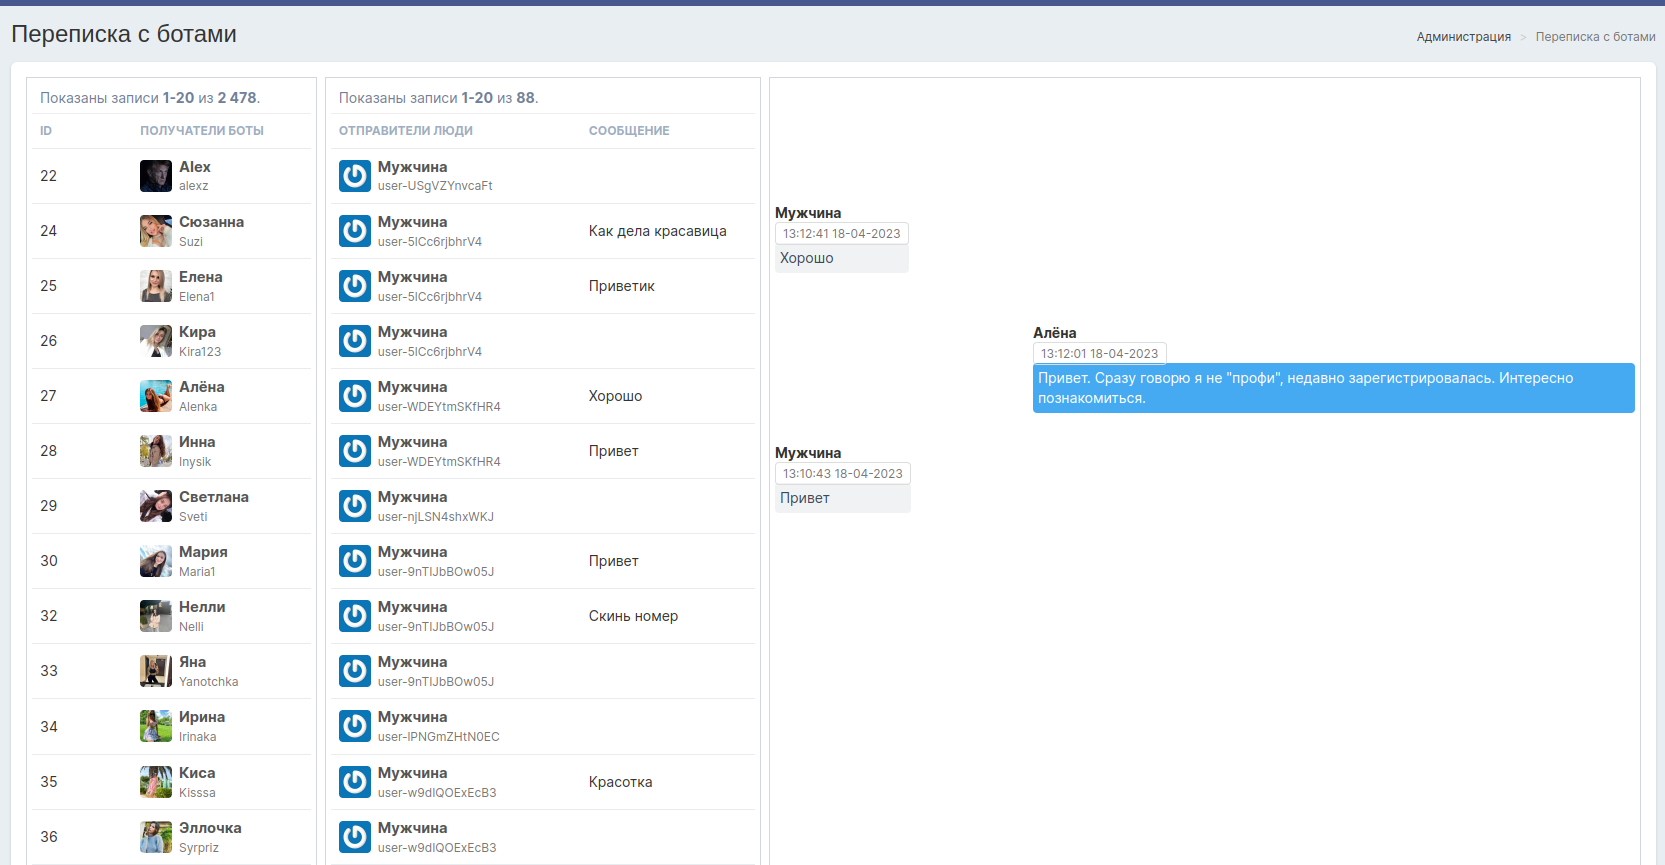 Переписка с ботами
Администрация > Переписка с ботами
Показаны записи 1-20 из 2 478.
ID ПОЛУЧАТЕЛИ БОТЫ
22 Alex
alexz
24 Сюзанна
Suzi
25 Елена
Elena1
26 Кира
Kira123
27 Алёна
Alenka
28 Инна
Inysik
29 Светлана
Sveti
30 Мария
Maria1
32 Нелли
Nelli
33 Яна
Yanotchka
34 Ирина
Irinaka
35 Киса
Kisssa
36 Эллочка
Syrpriz
Показаны записи 1-20 из 88.
ОТПРАВИТЕЛИ ЛЮДИ СООБЩЕНИЕ
Мужчина
user-USgVZYnvcaFt
Мужчина
user-5ICc6rjbhrV4 Как дела красавица
Мужчина
user-5ICc6rjbhrV4 Приветик
Мужчина
user-5ICc6rjbhrV4
Мужчина
user-WDEYtmSKfHR4 Хорошо
Мужчина
user-WDEYtmSKfHR4 Привет
Мужчина
user-njLSN4shxWKJ
Мужчина
user-9nTIJbBOw05J Привет
Мужчина
user-9nTIJbBOw05J Скинь номер
Мужчина
user-9nTIJbBOw05J
Мужчина
user-IPNGmZHtN0EC
Мужчина
user-w9dIQOExEcB3 Красотка
Мужчина
user-w9dIQOExEcB3
Мужчина
13:12:41 18-04-2023
Хорошо
Алёна
13:12:01 18-04-2023
Привет. Сразу говорю я не "профи", недавно зарегистрировалась. Интересно
познакомиться.
Мужчина
13:10:43 18-04-2023
Привет